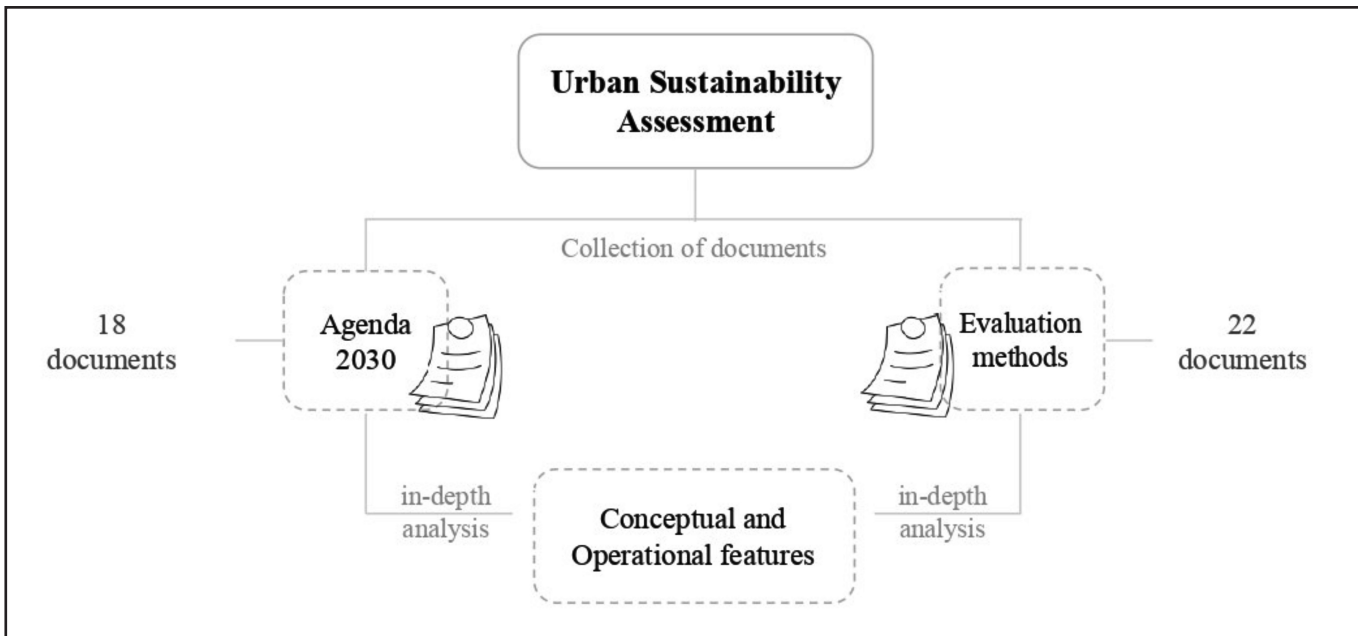 Urban Sustainability
Assessment
Collection of documents
18
documents
Agenda
2030
Evaluation
methods
22
documents
in-depth
analysis
Conceptual and
Operational features
in-depth
analysis